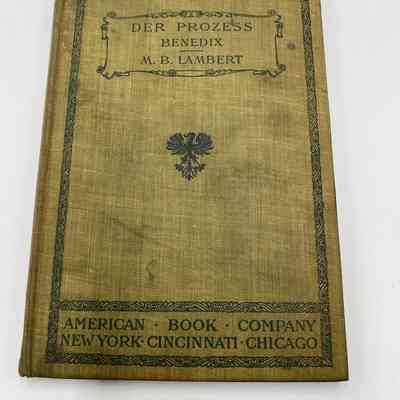 DER PROZESS
BENEDIX
M. B. LAMBERT
AMERICAN · BOOK · COMPANY
NEW YORK · CINCINNATI · CHICAGO